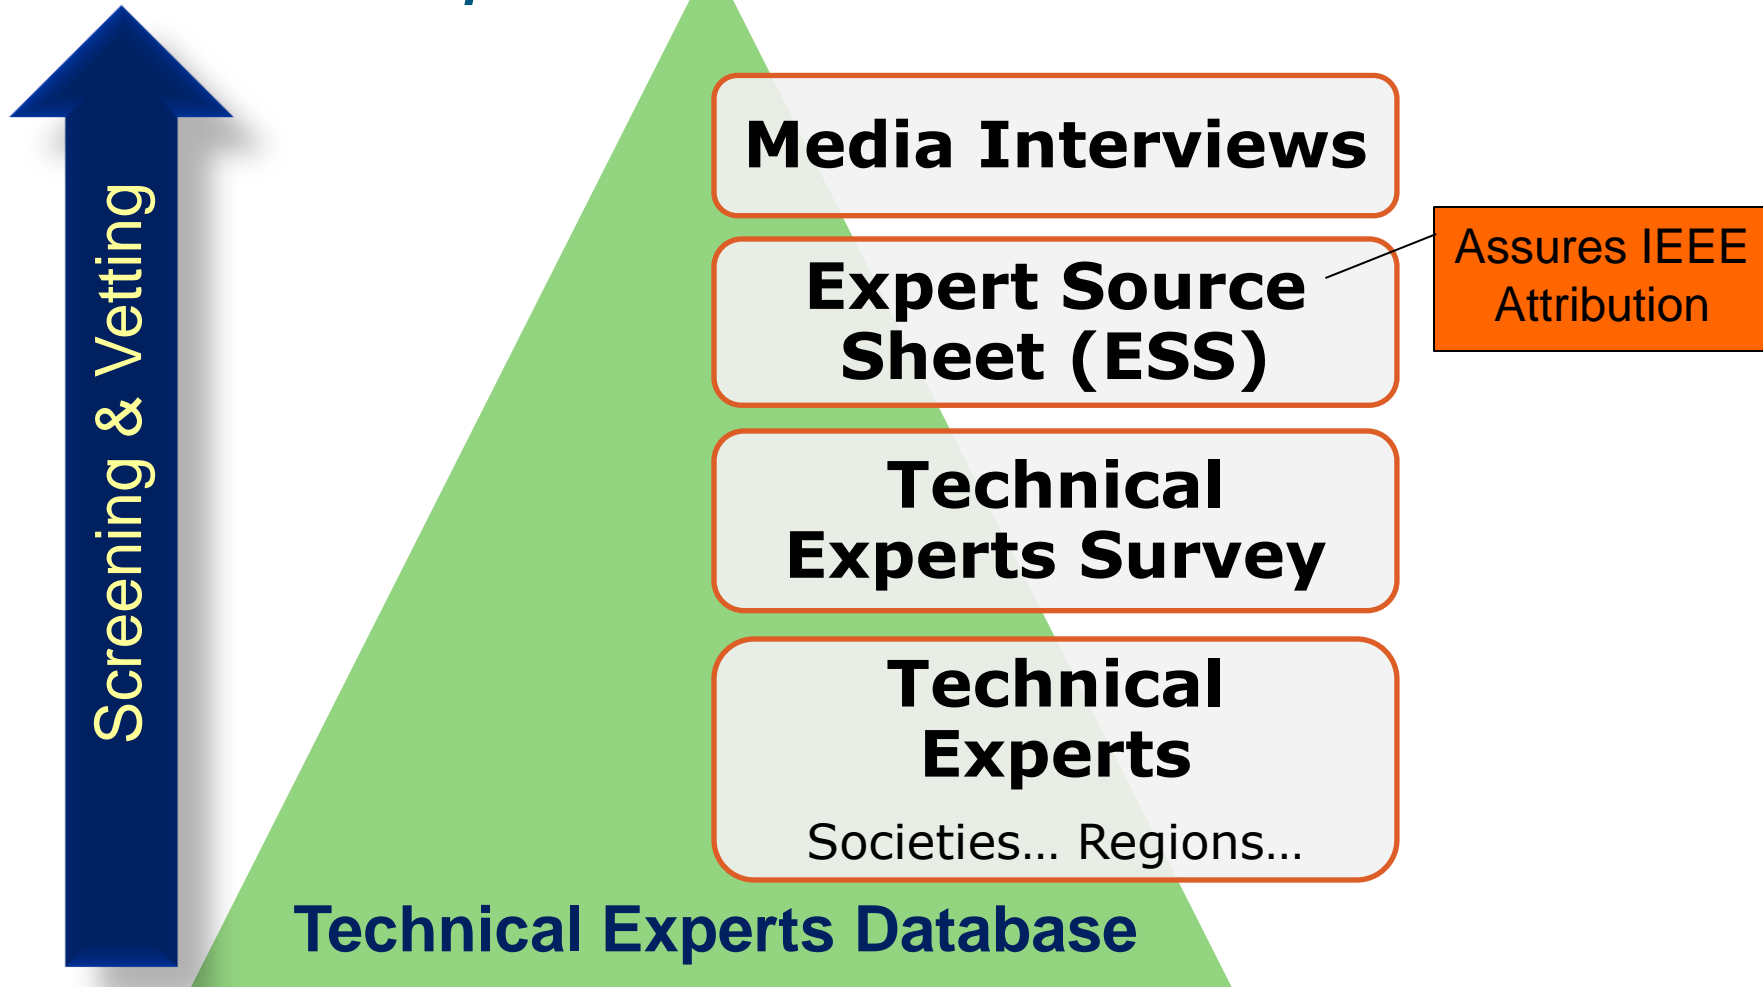 Screening & Vetting
Media Interviews
Expert Source
Sheet (ESS)
Assures IEEE
Attribution
Technical
Experts Survey
Technical
Experts
Societies... Regions...
Technical Experts Database